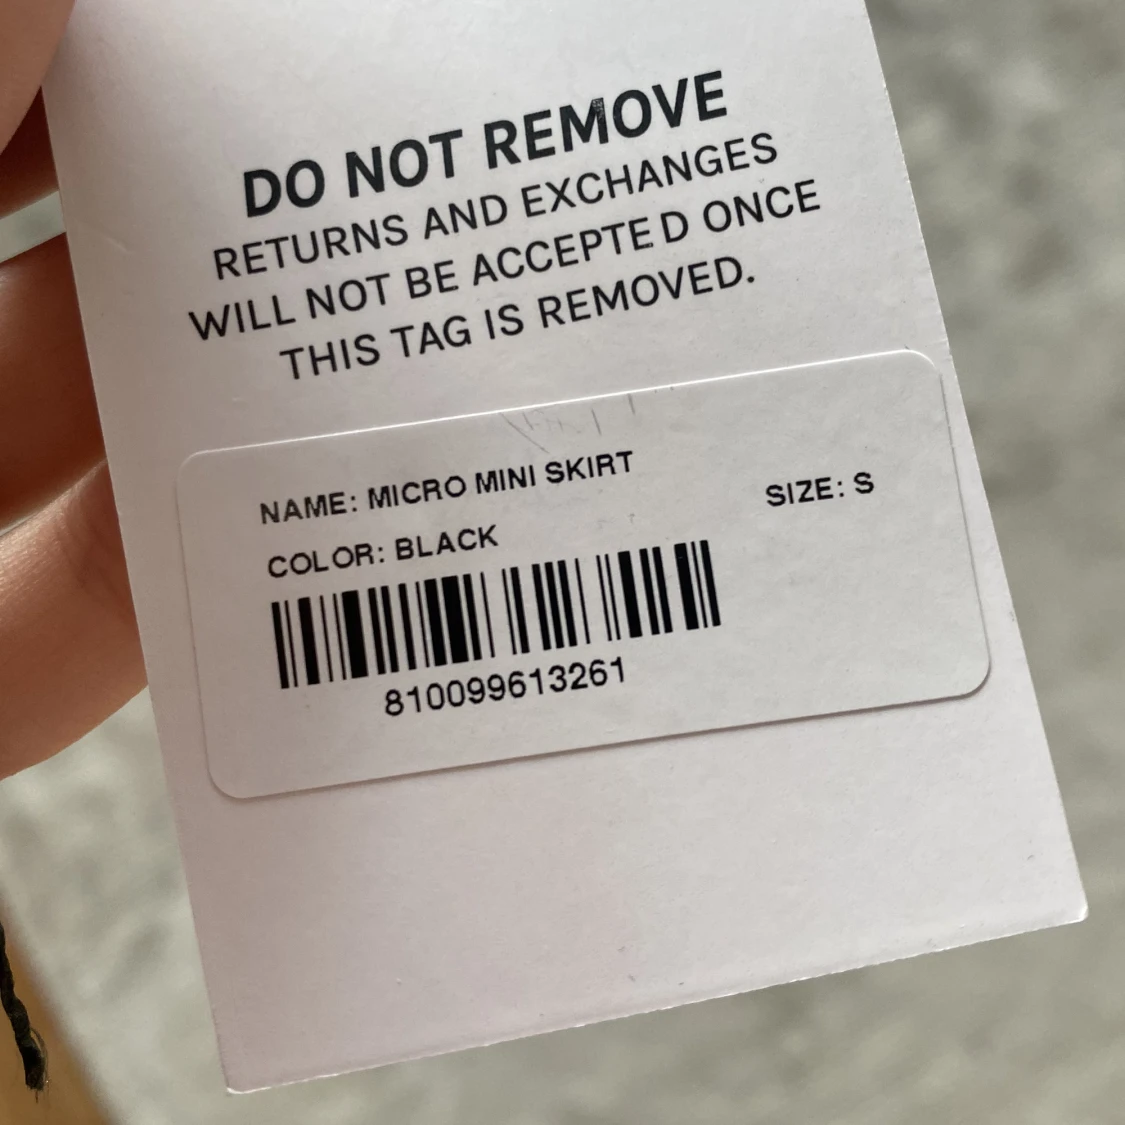 DO NOT REMOVE
RETURNS AND EXCHANGES
WILL NOT BE ACCEPTED ONCE
THIS TAG IS REMOVED.
NAME: MICRO MINI SKIRT
SIZE: S
COLOR: BLACK
810099613261